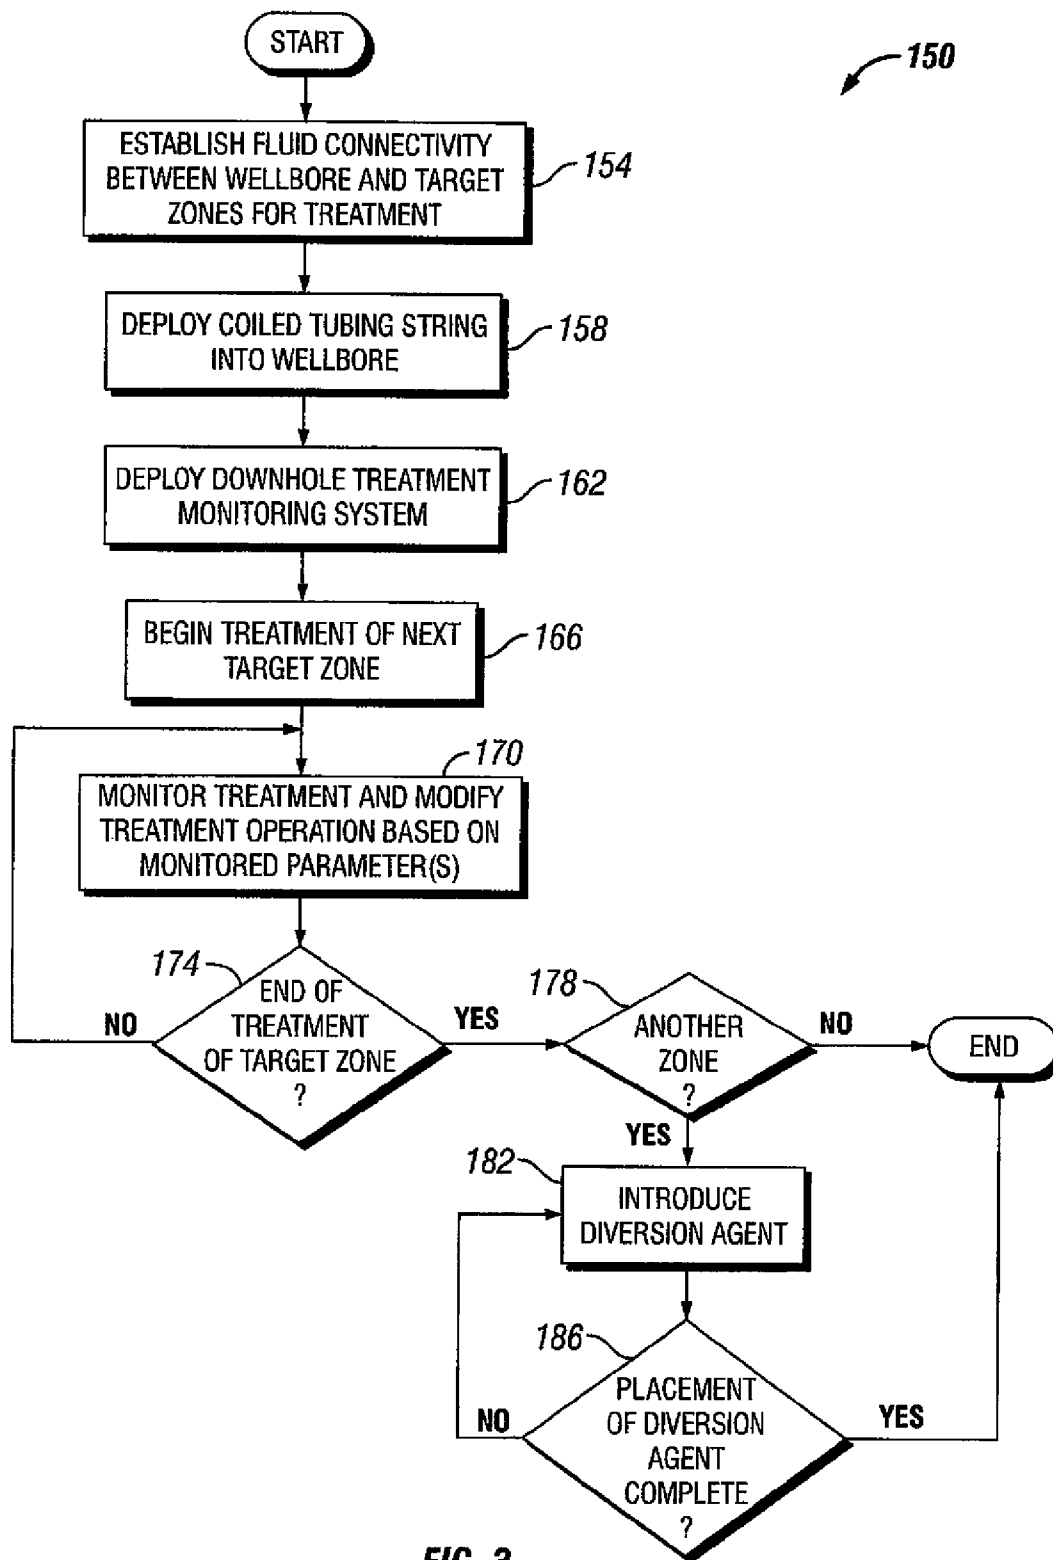 START
150
ESTABLISH FLUID CONNECTIVITY
BETWEEN WELLBORE AND TARGET
ZONES FOR TREATMENT
154
DEPLOY COILED TUBING STRING
INTO WELLBORE
158
DEPLOY DOWNHOLE TREATMENT
MONITORING SYSTEM
162
BEGIN TREATMENT OF NEXT
TARGET ZONE
166
170
MONITOR TREATMENT AND MODIFY
TREATMENT OPERATION BASED ON
MONITORED PARAMETER(S)
174
END OF
TREATMENT
OF TARGET ZONE
?
NO
YES
178
ANOTHER
ZONE
?
NO
END
YES
182
INTRODUCE
DIVERSION AGENT
186
PLACEMENT
OF DIVERSION
AGENT
COMPLETE
?
NO
YES